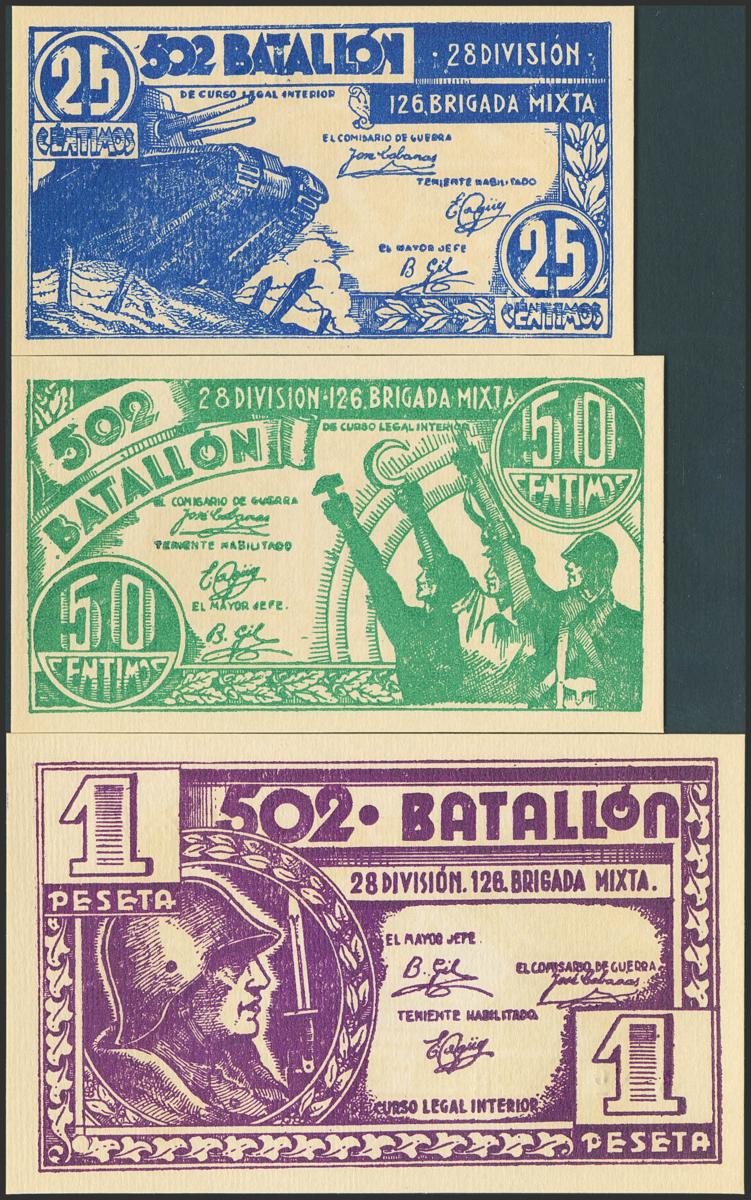 25
CÉNTIMOS
502 BATALLÓN
· 28 DIVISIÓN ·
126. BRIGADA MIXTA
DE CURSO LEGAL INTERIOR
EL COMISARIO DE GUERRA
José Cabanas
TENIENTE HABILITADO
EL MAYOR JEFE
B. Gil
25
CÉNTIMOS
502
BATALLÓN
28 DIVISION · 126. BRIGADA MIXTA
DE CURSO LEGAL INTERIOR
50
CENTIMOS
EL COMISARIO DE GUERRA
José Cabanas
TENIENTE HABILITADO
EL MAYOR JEFE.
B. Gil
50
CENTIMOS
1
PESETA
502 · BATALLÓN
28 DIVISIÓN. 126. BRIGADA MIXTA.
EL MAYOR JEFE
B. Gil
EL COMISARIO DE GUERRA
José Cabanas
TENIENTE HABILITADO
DE CURSO LEGAL INTERIOR
1
PESETA